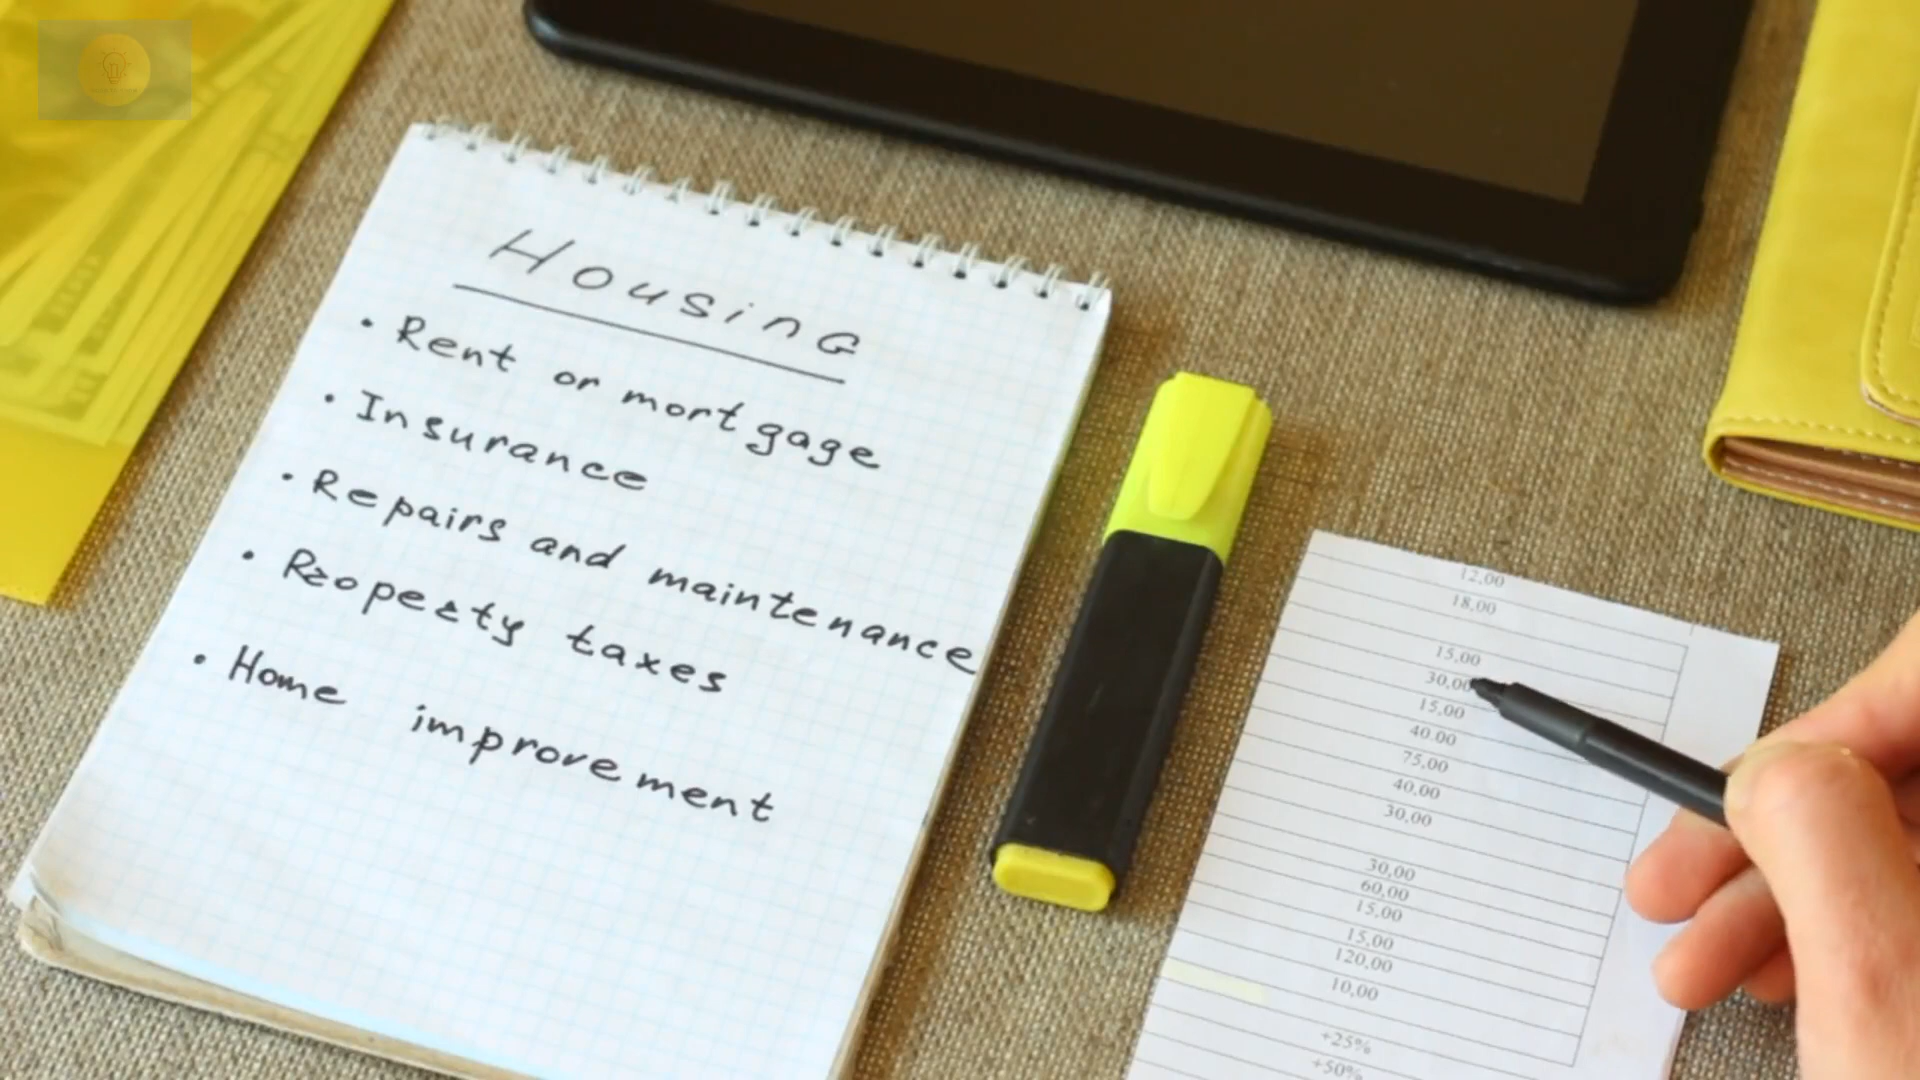 Housing
• Rent or mortgage
• Insurance
• Repairs and maintenance
• Property taxes
• Home improvement
12,00
18,00
15,00
30,00
15,00
40.00
75,00
40,00
30,00
30,00
60,00
15,00
15,00
120,00
10,00
+25%
+50%